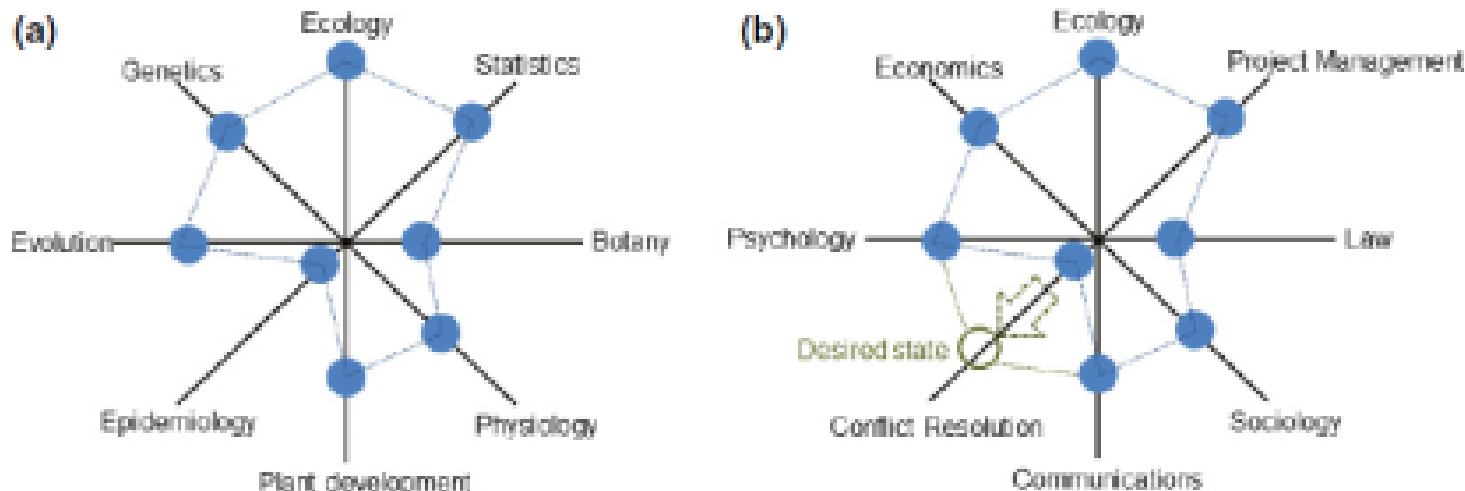 (a)
Ecology
Genetics
Statistics
Evolution
Botany
Epidemiology
Physiology
Plant development
(b)
Ecology
Economics
Project Management
Psychology
Law
Desired state
Conflict Resolution
Sociology
Communications